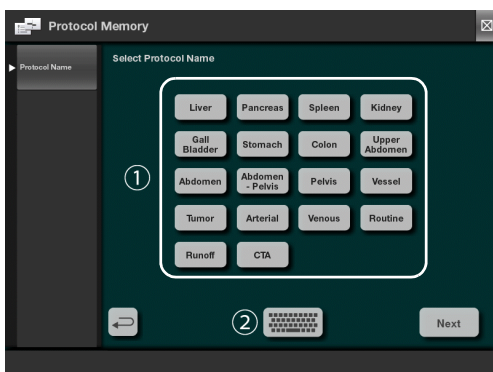 Protocol Memory
Protocol Name
Select Protocol Name
Liver
Pancreas
Spleen
Kidney
Gall
Bladder
Stomach
Colon
Upper
Abdomen
①
Abdomen
Abdomen
- Pelvis
Pelvis
Vessel
Tumor
Arterial
Venous
Routine
Runoff
CTA
②
Next